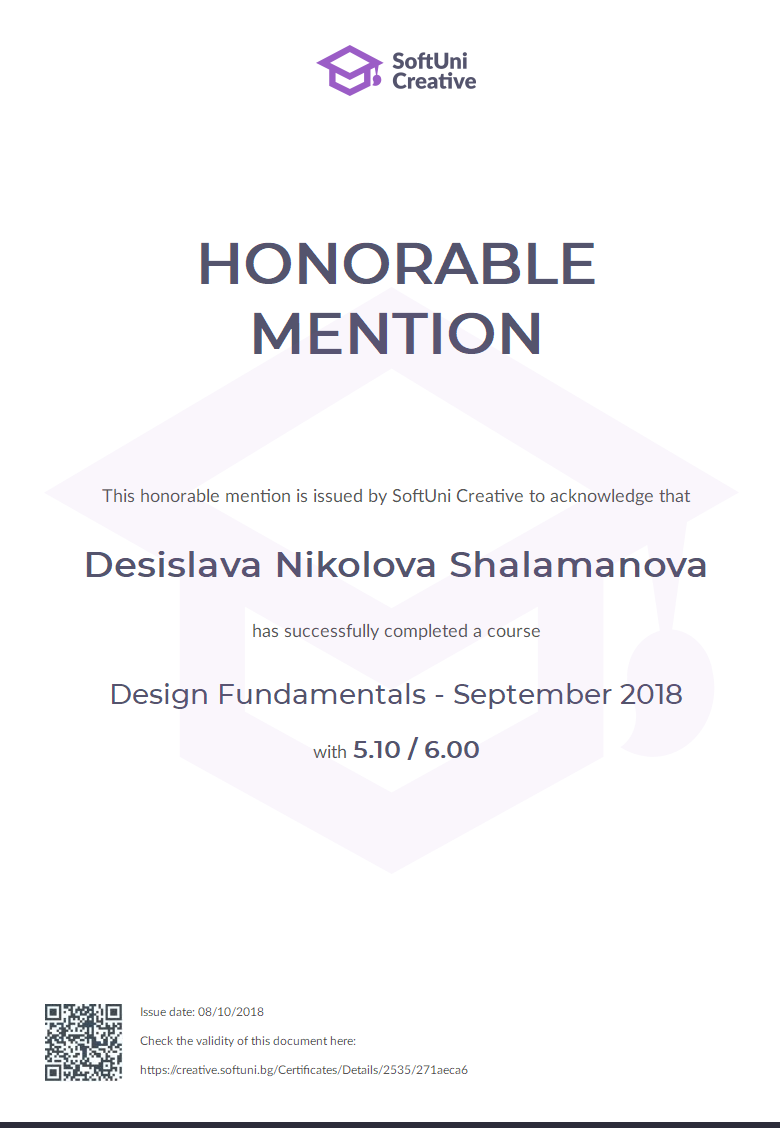 SoftUni
Creative
HONORABLE
MENTION
This honorable mention is issued by SoftUni Creative to acknowledge that
Desislava Nikolova Shalamanova
has successfully completed a course
Design Fundamentals - September 2018
with 5.10 / 6.00
Issue date: 08/10/2018
Check the validity of this document here:
https://creative.softuni.bg/Certificates/Details/2535/271aeca6